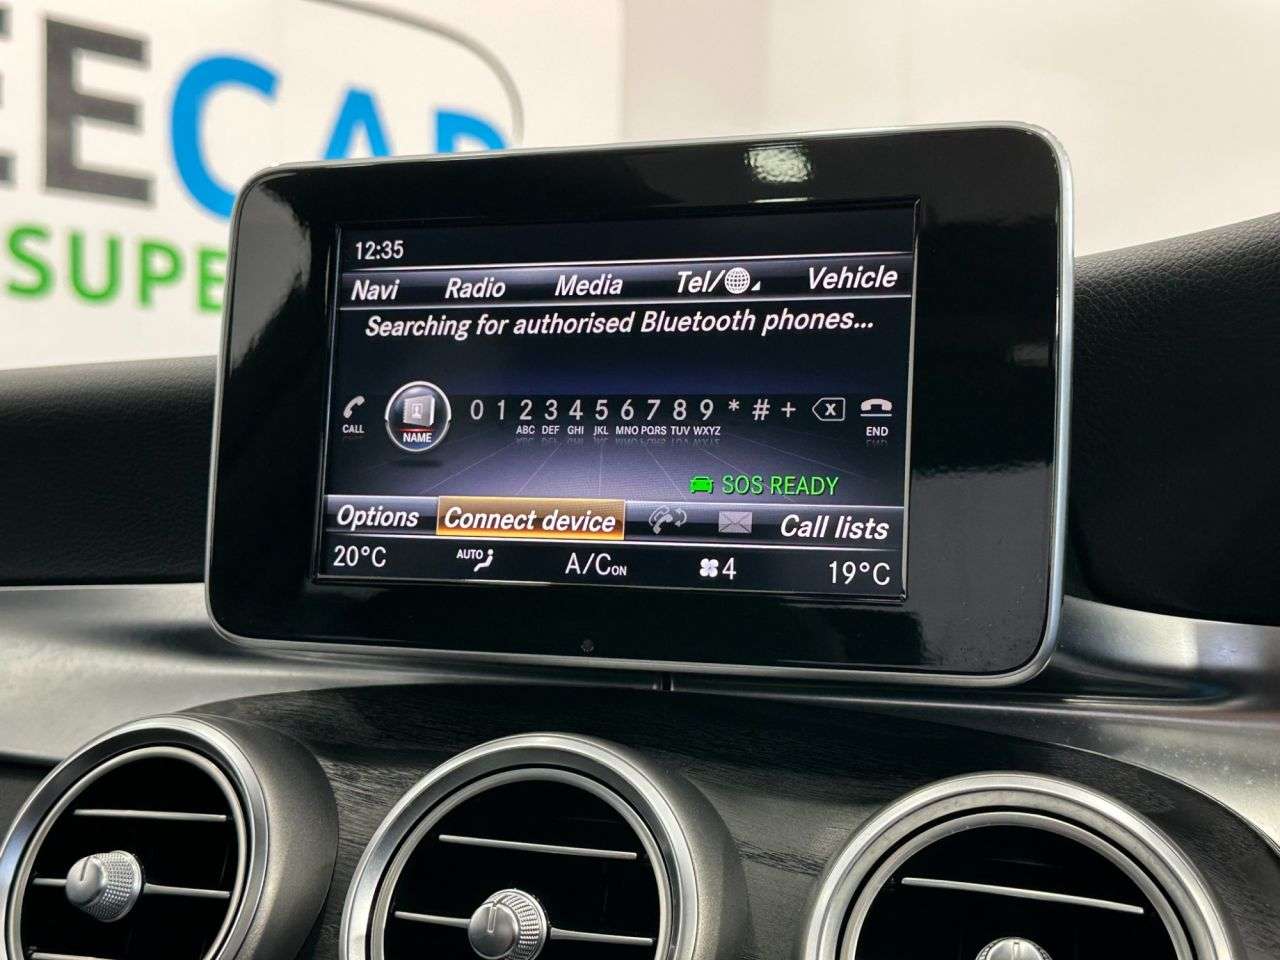 EECAR
SUPE
12:35
Navi Radio Media Tel/ Vehicle
Searching for authorised Bluetooth phones...
CALL NAME 0 1 2 3 4 5 6 7 8 9 * # + X END
ABC DEF GHI JKL MNO PQRS TUV WXYZ
SOS READY
Options Connect device Call lists
20°C AUTO A/C ON 4 19°C